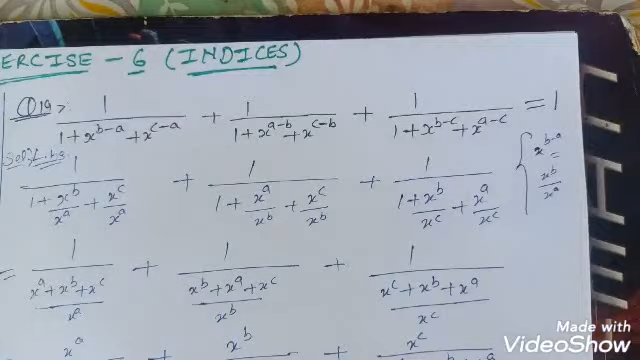 ERCISE - 6 (INDICES)
Q19> 1/(1+x^(b-a)+x^(c-a)) + 1/(1+x^(a-b)+x^(c-b)) + 1/(1+x^(b-c)+x^(a-c)) = 1
1/(1+x^b/x^a+x^c/x^a) + 1/(1+x^a/x^b+x^c/x^b) + 1/(1+x^b/x^c+x^a/x^c) { x^(b-a) = x^b/x^a
= 1/((x^a+x^b+x^c)/x^a) + 1/((x^b+x^a+x^c)/x^b) + 1/((x^c+x^b+x^a)/x^c)
x^a + x^b + x^c
Made with
VideoShow